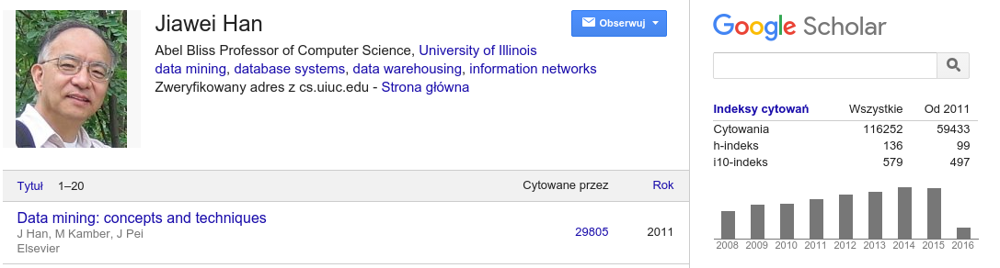 Jiawei Han
Obserwuj
Abel Bliss Professor of Computer Science, University of Illinois
data mining, database systems, data warehousing, information networks
Zweryfikowany adres z cs.uiuc.edu - Strona główna
Tytuł 1–20 Cytowane przez Rok
Data mining: concepts and techniques 29805 2011
J Han, M Kamber, J Pei
Elsevier
Google Scholar
Indeksy cytowań Wszystkie Od 2011
Cytowania 116252 59433
h-indeks 136 99
i10-indeks 579 497
2008 2009 2010 2011 2012 2013 2014 2015 2016